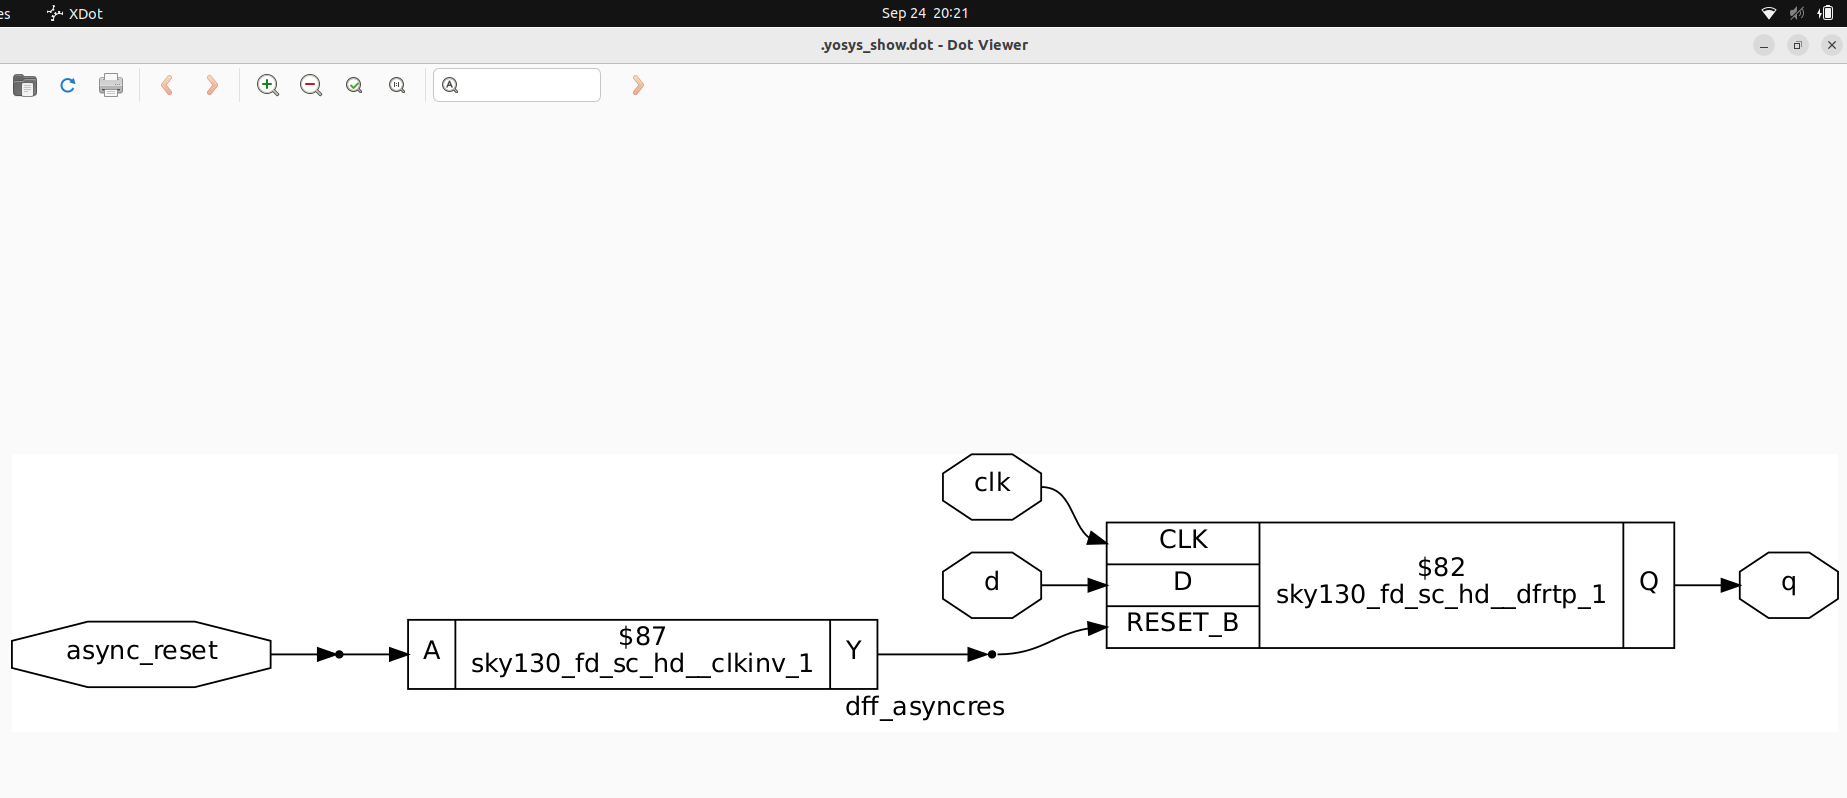 es
XDot
Sep 24 20:21
.yosys_show.dot - Dot Viewer
clk
CLK
d
D
$82
sky130_fd_sc_hd__dfrtp_1
Q
q
RESET_B
async_reset
A
$87
sky130_fd_sc_hd__clkinv_1
Y
dff_asyncres